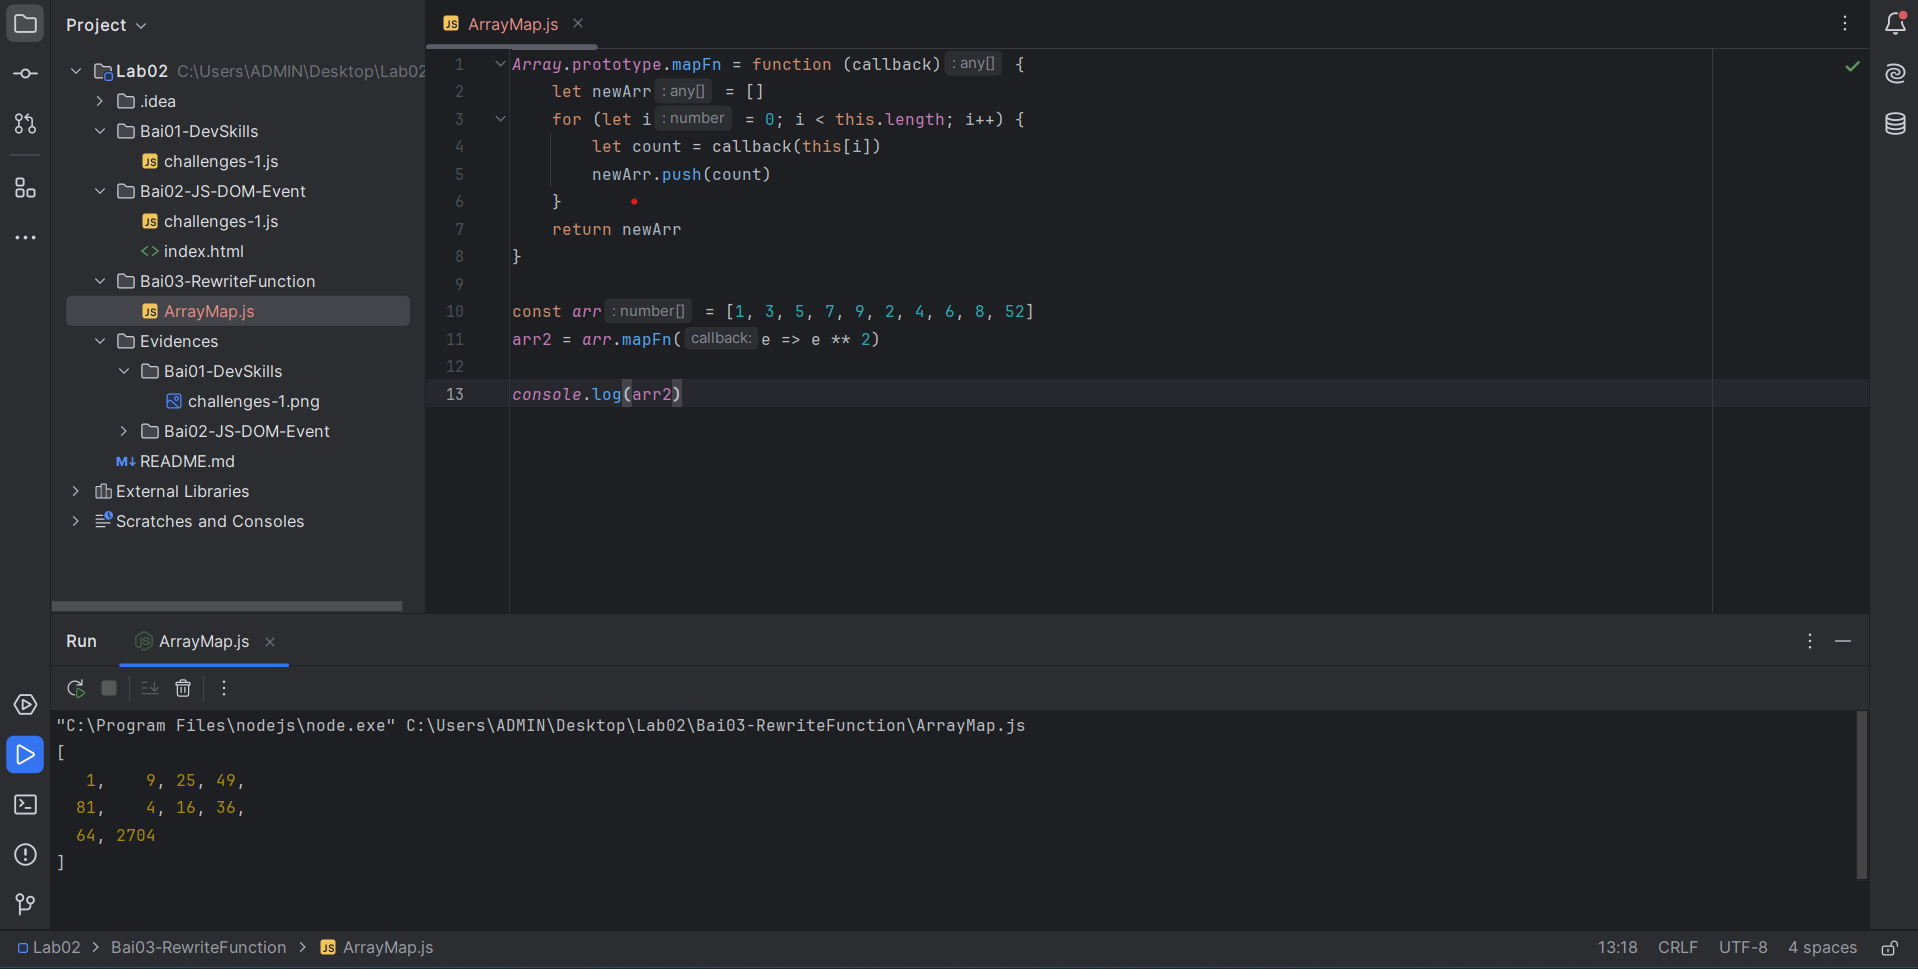 Project
Lab02 C:\Users\ADMIN\Desktop\Lab02
.idea
Bai01-DevSkills
JS challenges-1.js
Bai02-JS-DOM-Event
JS challenges-1.js
<> index.html
Bai03-RewriteFunction
JS ArrayMap.js
Evidences
Bai01-DevSkills
challenges-1.png
Bai02-JS-DOM-Event
M↓ README.md
External Libraries
Scratches and Consoles
JS ArrayMap.js
1 Array.prototype.mapFn = function (callback) : any[] {
2 let newArr : any[] = []
3 for (let i : number = 0; i < this.length; i++) {
4 let count = callback(this[i])
5 newArr.push(count)
6 }
7 return newArr
8 }
9
10 const arr : number[] = [1, 3, 5, 7, 9, 2, 4, 6, 8, 52]
11 arr2 = arr.mapFn( callback: e => e ** 2)
12
13 console.log(arr2)
Run JS ArrayMap.js
"C:\Program Files\nodejs\node.exe" C:\Users\ADMIN\Desktop\Lab02\Bai03-RewriteFunction\ArrayMap.js
[
1, 9, 25, 49,
81, 4, 16, 36,
64, 2704
]
Lab02 > Bai03-RewriteFunction > JS ArrayMap.js 13:18 CRLF UTF-8 4 spaces